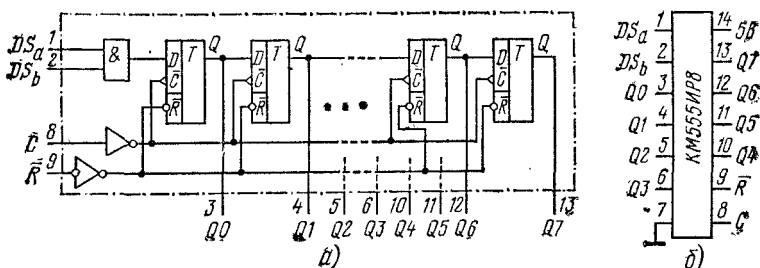 DSa 1
DSb 2
&
D T Q
C̄
R̄
D T Q
C̄
R̄
D T Q
C̄
R̄
D T Q
C̄
R̄
C̄ 8
R̄ 9
3 4 5 6 10 11 12 13
Q0 Q1 Q2 Q3 Q4 Q5 Q6 Q7
а)
КМ555ИР8
DSa 1
DSb 2
Q0 3
Q1 4
Q2 5
Q3 6
7
14 5В
13 Q7
12 Q6
11 Q5
10 Q4
9 R̄
8 C
б)